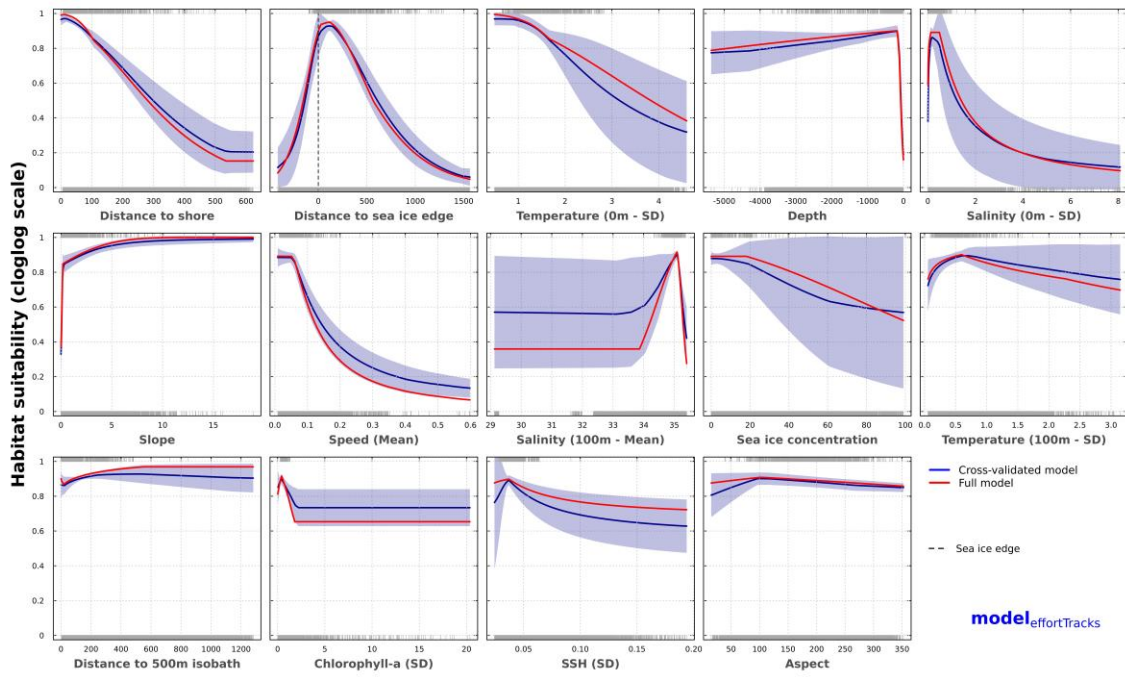 Habitat suitability (cloglog scale)
1
0.8
0.6
0.4
0.2
0
0 100 200 300 400 500 600
Distance to shore
0 500 1000 1500
Distance to sea ice edge
1 2 3 4
Temperature (0m - SD)
-5000 -4000 -3000 -2000 -1000 0
Depth
0 2 4 6 8
Salinity (0m - SD)
1
0.8
0.6
0.4
0.2
0
0 5 10 15 20
Slope
0.0 0.1 0.2 0.3 0.4 0.5 0.6
Speed (Mean)
29 30 31 32 33 34 35
Salinity (100m - Mean)
0 20 40 60 80 100
Sea ice concentration
0.0 0.5 1.0 1.5 2.0 2.5 3.0
Temperature (100m - SD)
1
0.8
0.6
0.4
0.2
0
0 200 400 600 800 1000 1200
Distance to 500m isobath
0 5 10 15 20
Chlorophyll-a (SD)
0.05 0.10 0.15 0.20
SSH (SD)
50 100 150 200 250 300 350
Aspect
Cross-validated model
Full model
Sea ice edge
model effortTracks